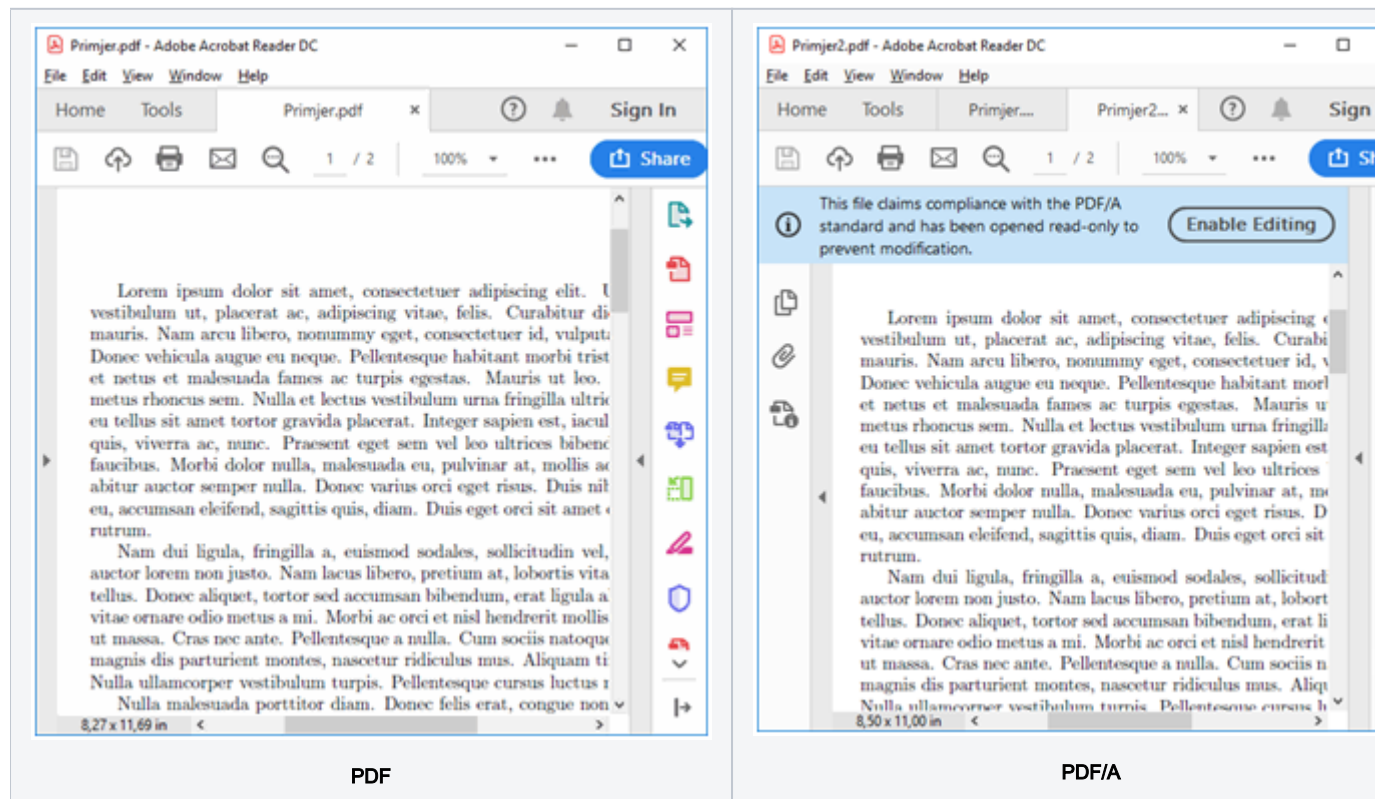 Primjer.pdf - Adobe Acrobat Reader DC
File Edit View Window Help
Home Tools Primjer.pdf Sign In
1 / 2 100% Share
Lorem ipsum dolor sit amet, consectetuer adipiscing elit.
vestibulum ut, placerat ac, adipiscing vitae, felis. Curabitur
mauris. Nam arcu libero, nonummy eget, consectetuer id,
Donec vehicula augue eu neque. Pellentesque habitant morbi
et netus et malesuada fames ac turpis egestas. Mauris ut leo.
metus rhoncus sem. Nulla et lectus vestibulum urna fringilla
eu tellus sit amet tortor gravida placerat. Integer sapien est,
quis, viverra ac, nunc. Praesent eget sem vel leo ultrices
faucibus. Morbi dolor nulla, malesuada eu, pulvinar at, mollis
abitur auctor semper nulla. Donec varius orci eget risus. Duis
eu, accumsan eleifend, sagittis quis, diam. Duis eget orci sit amet
rutrum.
Nam dui ligula, fringilla a, euismod sodales, sollicitudin vel,
auctor lorem non justo. Nam lacus libero, pretium at, lobortis
tellus. Donec aliquet, tortor sed accumsan bibendum, erat ligula
vitae ornare odio metus a mi. Morbi ac orci et nisl hendrerit mollis
ut massa. Cras nec ante. Pellentesque a nulla. Cum sociis natoque
magnis dis parturient montes, nascetur ridiculus mus. Aliquam
Nulla ullamcorper vestibulum turpis. Pellentesque cursus luctus
Nulla malesuada porttitor diam. Donec felis erat, congue non
8,27 x 11,69 in
PDF
Primjer2.pdf - Adobe Acrobat Reader DC
File Edit View Window Help
Home Tools Primjer.... Primjer2... Sign
1 / 2 100%
This file claims compliance with the PDF/A
standard and has been opened read-only to
prevent modification.
Enable Editing
Lorem ipsum dolor sit amet, consectetuer adipiscing
vestibulum ut, placerat ac, adipiscing vitae, felis.
mauris. Nam arcu libero, nonummy eget, consectetuer id,
Donec vehicula augue eu neque. Pellentesque habitant
et netus et malesuada fames ac turpis egestas. Mauris
metus rhoncus sem. Nulla et lectus vestibulum urna
eu tellus sit amet tortor gravida placerat. Integer sapien est
quis, viverra ac, nunc. Praesent eget sem vel leo ultrices
faucibus. Morbi dolor nulla, malesuada eu, pulvinar at,
abitur auctor semper nulla. Donec varius orci eget risus.
eu, accumsan eleifend, sagittis quis, diam. Duis eget orci sit
rutrum.
Nam dui ligula, fringilla a, euismod sodales,
auctor lorem non justo. Nam lacus libero, pretium at,
tellus. Donec aliquet, tortor sed accumsan bibendum, erat
vitae ornare odio metus a mi. Morbi ac orci et nisl hendrerit
ut massa. Cras nec ante. Pellentesque a nulla. Cum sociis
magnis dis parturient montes, nascetur ridiculus mus.
Nulla ullamcorper vestibulum turpis. Pellentesque cursus
8,50 x 11,00 in
PDF/A